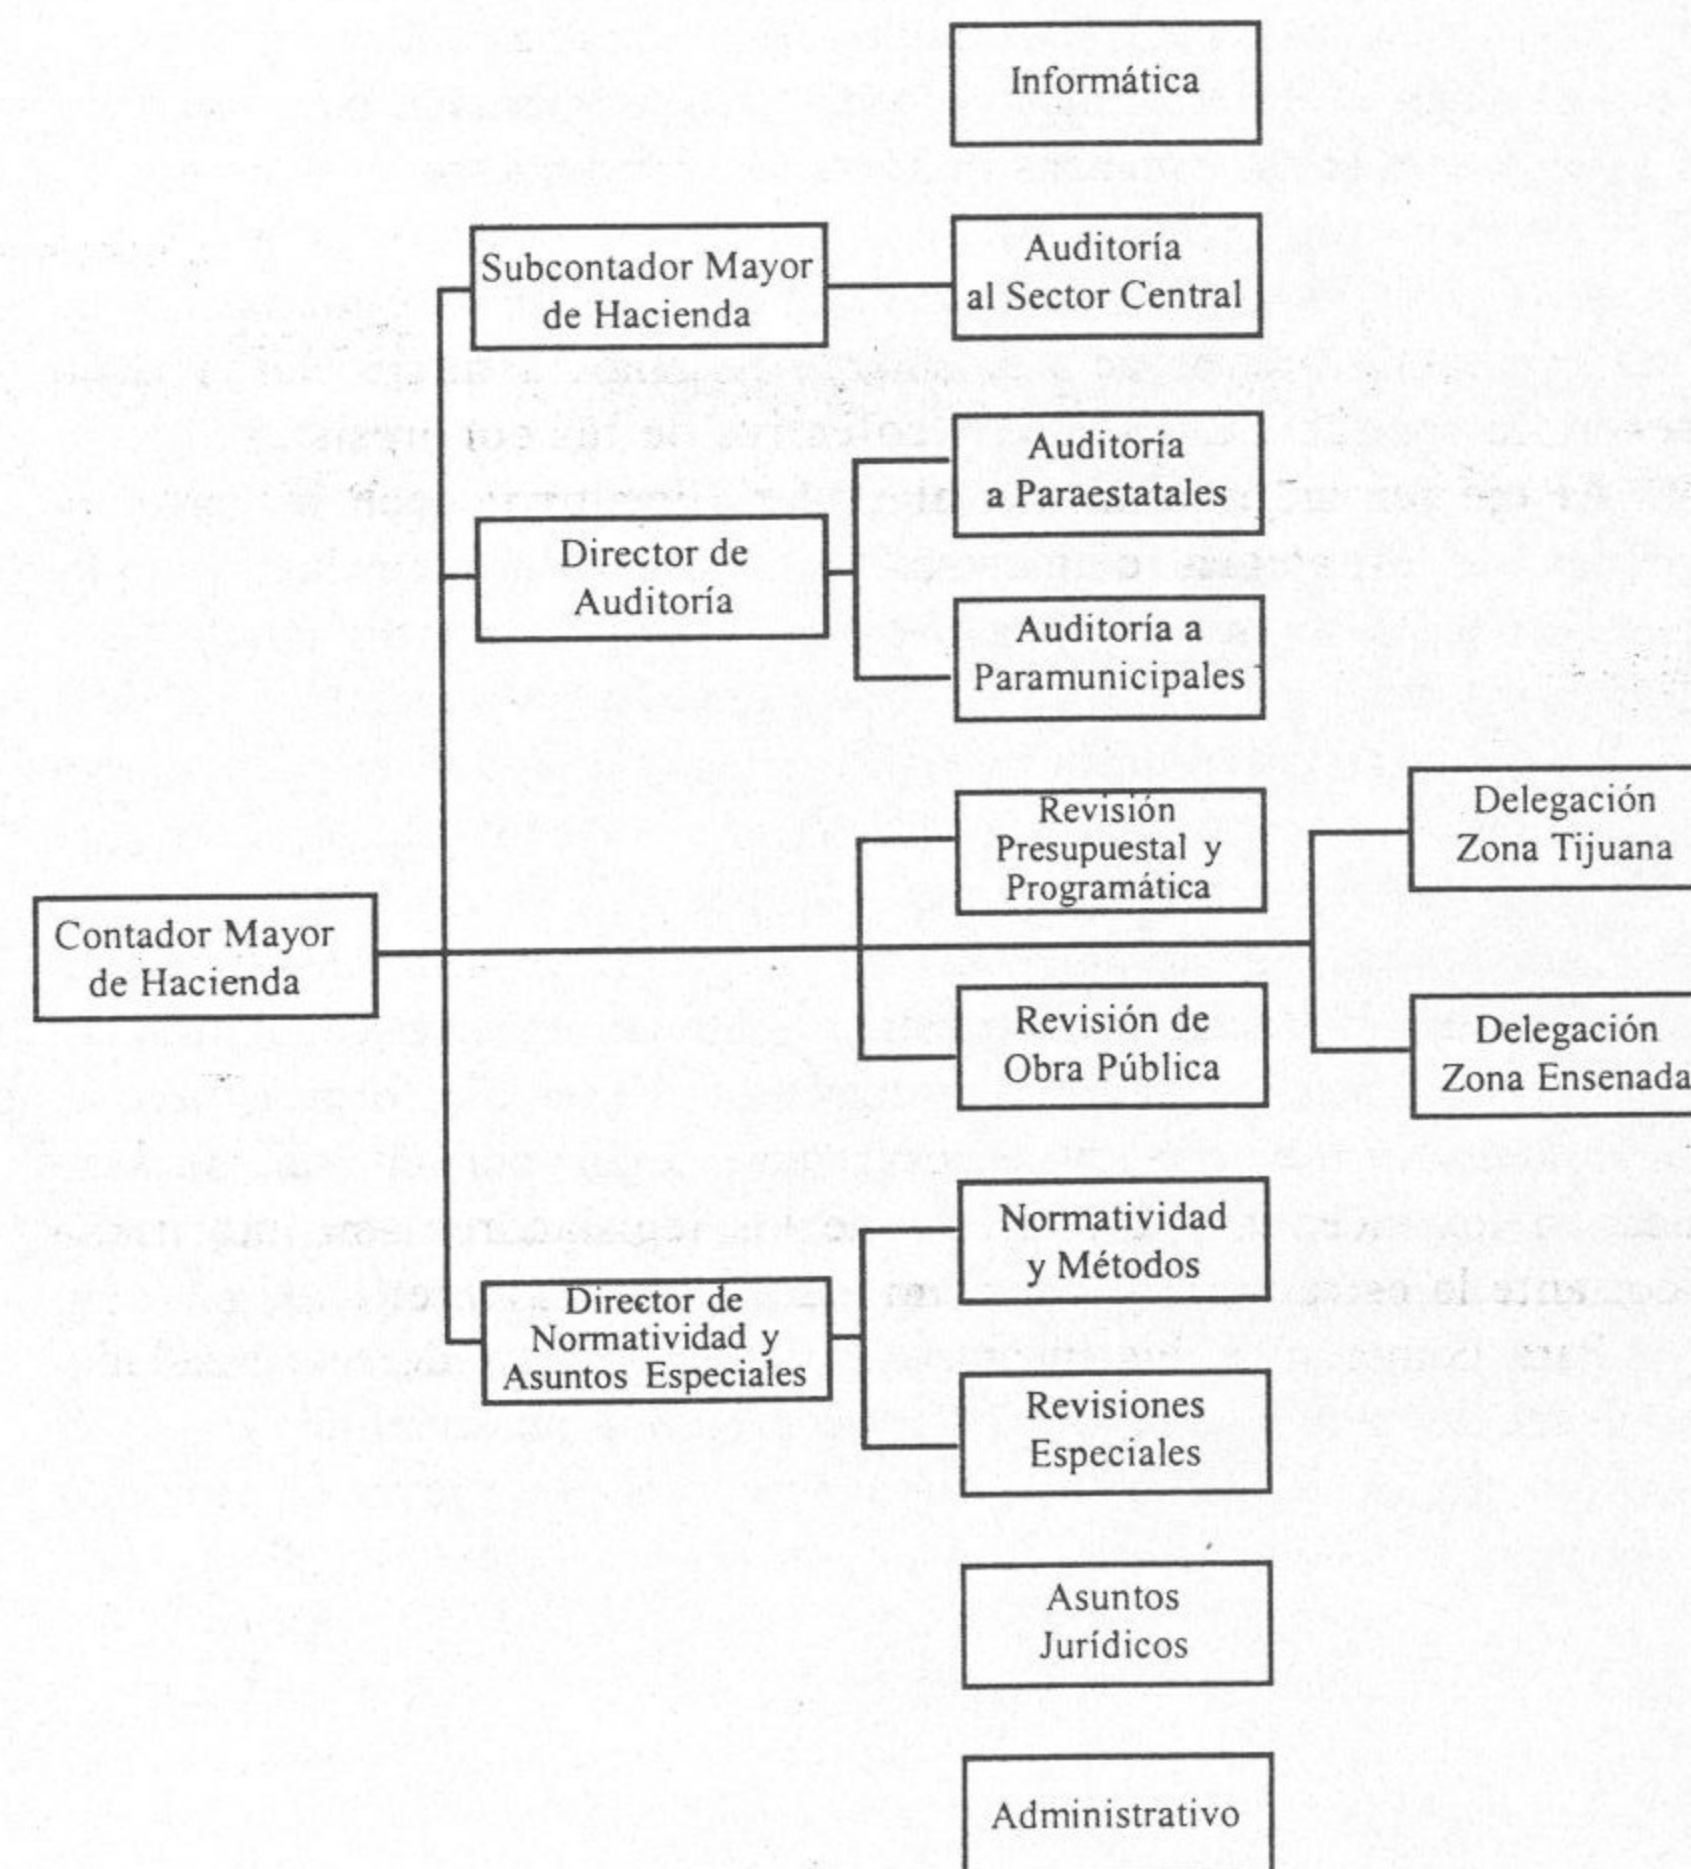 Informática
Subcontador Mayor
de Hacienda
Auditoría
al Sector Central
Auditoría
a Paraestatales
Director de
Auditoría
Auditoría a
Paramunicipales
Revisión
Presupuestal y
Programática
Delegación
Zona Tijuana
Contador Mayor
de Hacienda
Revisión de
Obra Pública
Delegación
Zona Ensenada
Normatividad
y Métodos
Director de
Normatividad y
Asuntos Especiales
Revisiones
Especiales
Asuntos
Jurídicos
Administrativo